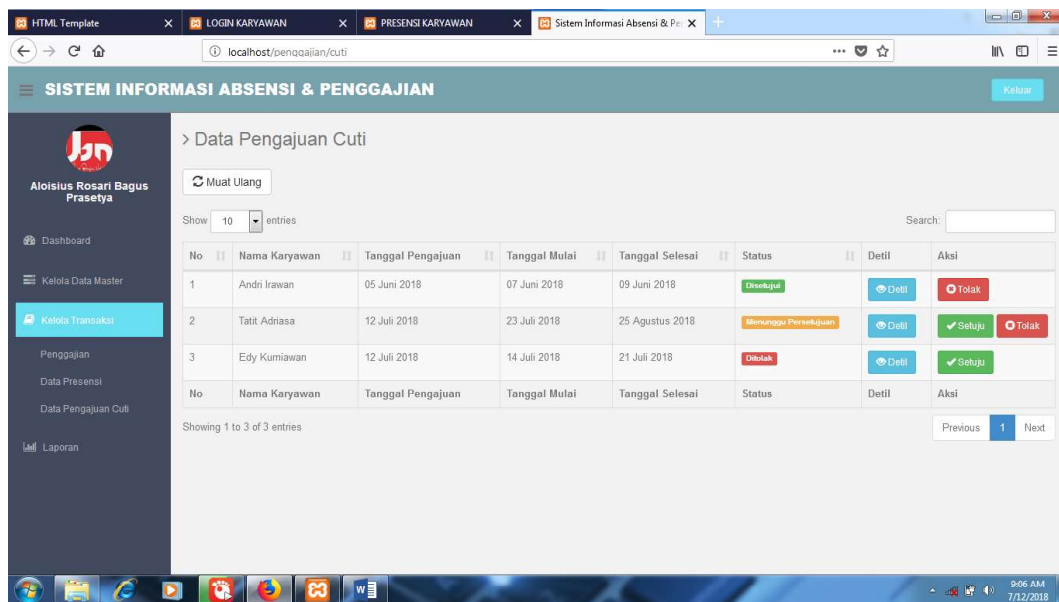 HTML Template
LOGIN KARYAWAN
PRESENSI KARYAWAN
Sistem Informasi Absensi & Pen
localhost/penggajian/cuti
SISTEM INFORMASI ABSENSI & PENGGAJIAN
Keluar
Aloisius Rosari Bagus
Prasetya
Dashboard
Kelola Data Master
Kelola Transaksi
Penggajian
Data Presensi
Data Pengajuan Cuti
Laporan
> Data Pengajuan Cuti
Muat Ulang
Show 10 entries
Search:
No Nama Karyawan Tanggal Pengajuan Tanggal Mulai Tanggal Selesai Status Detil Aksi
1 Andri Irawan 05 Juni 2018 07 Juni 2018 09 Juni 2018 Disetujui Detil Tolak
2 Tatit Adriasa 12 Juli 2018 23 Juli 2018 25 Agustus 2018 Menunggu Persetujuan Detil Setuju Tolak
3 Edy Kurniawan 12 Juli 2018 14 Juli 2018 21 Juli 2018 Ditolak Detil Setuju
No Nama Karyawan Tanggal Pengajuan Tanggal Mulai Tanggal Selesai Status Detil Aksi
Showing 1 to 3 of 3 entries
Previous 1 Next
9:06 AM
7/12/2018